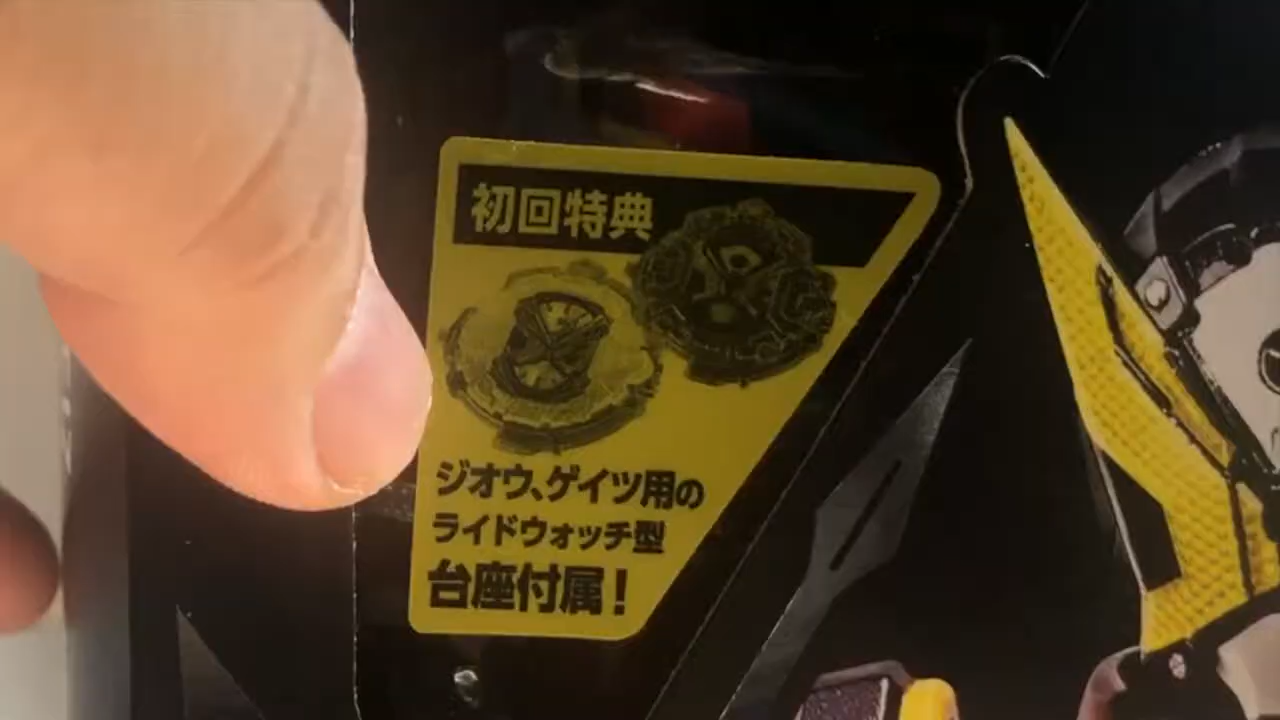 初回特典
ジオウ、ゲイツ用の
ライドウォッチ型
台座付属!